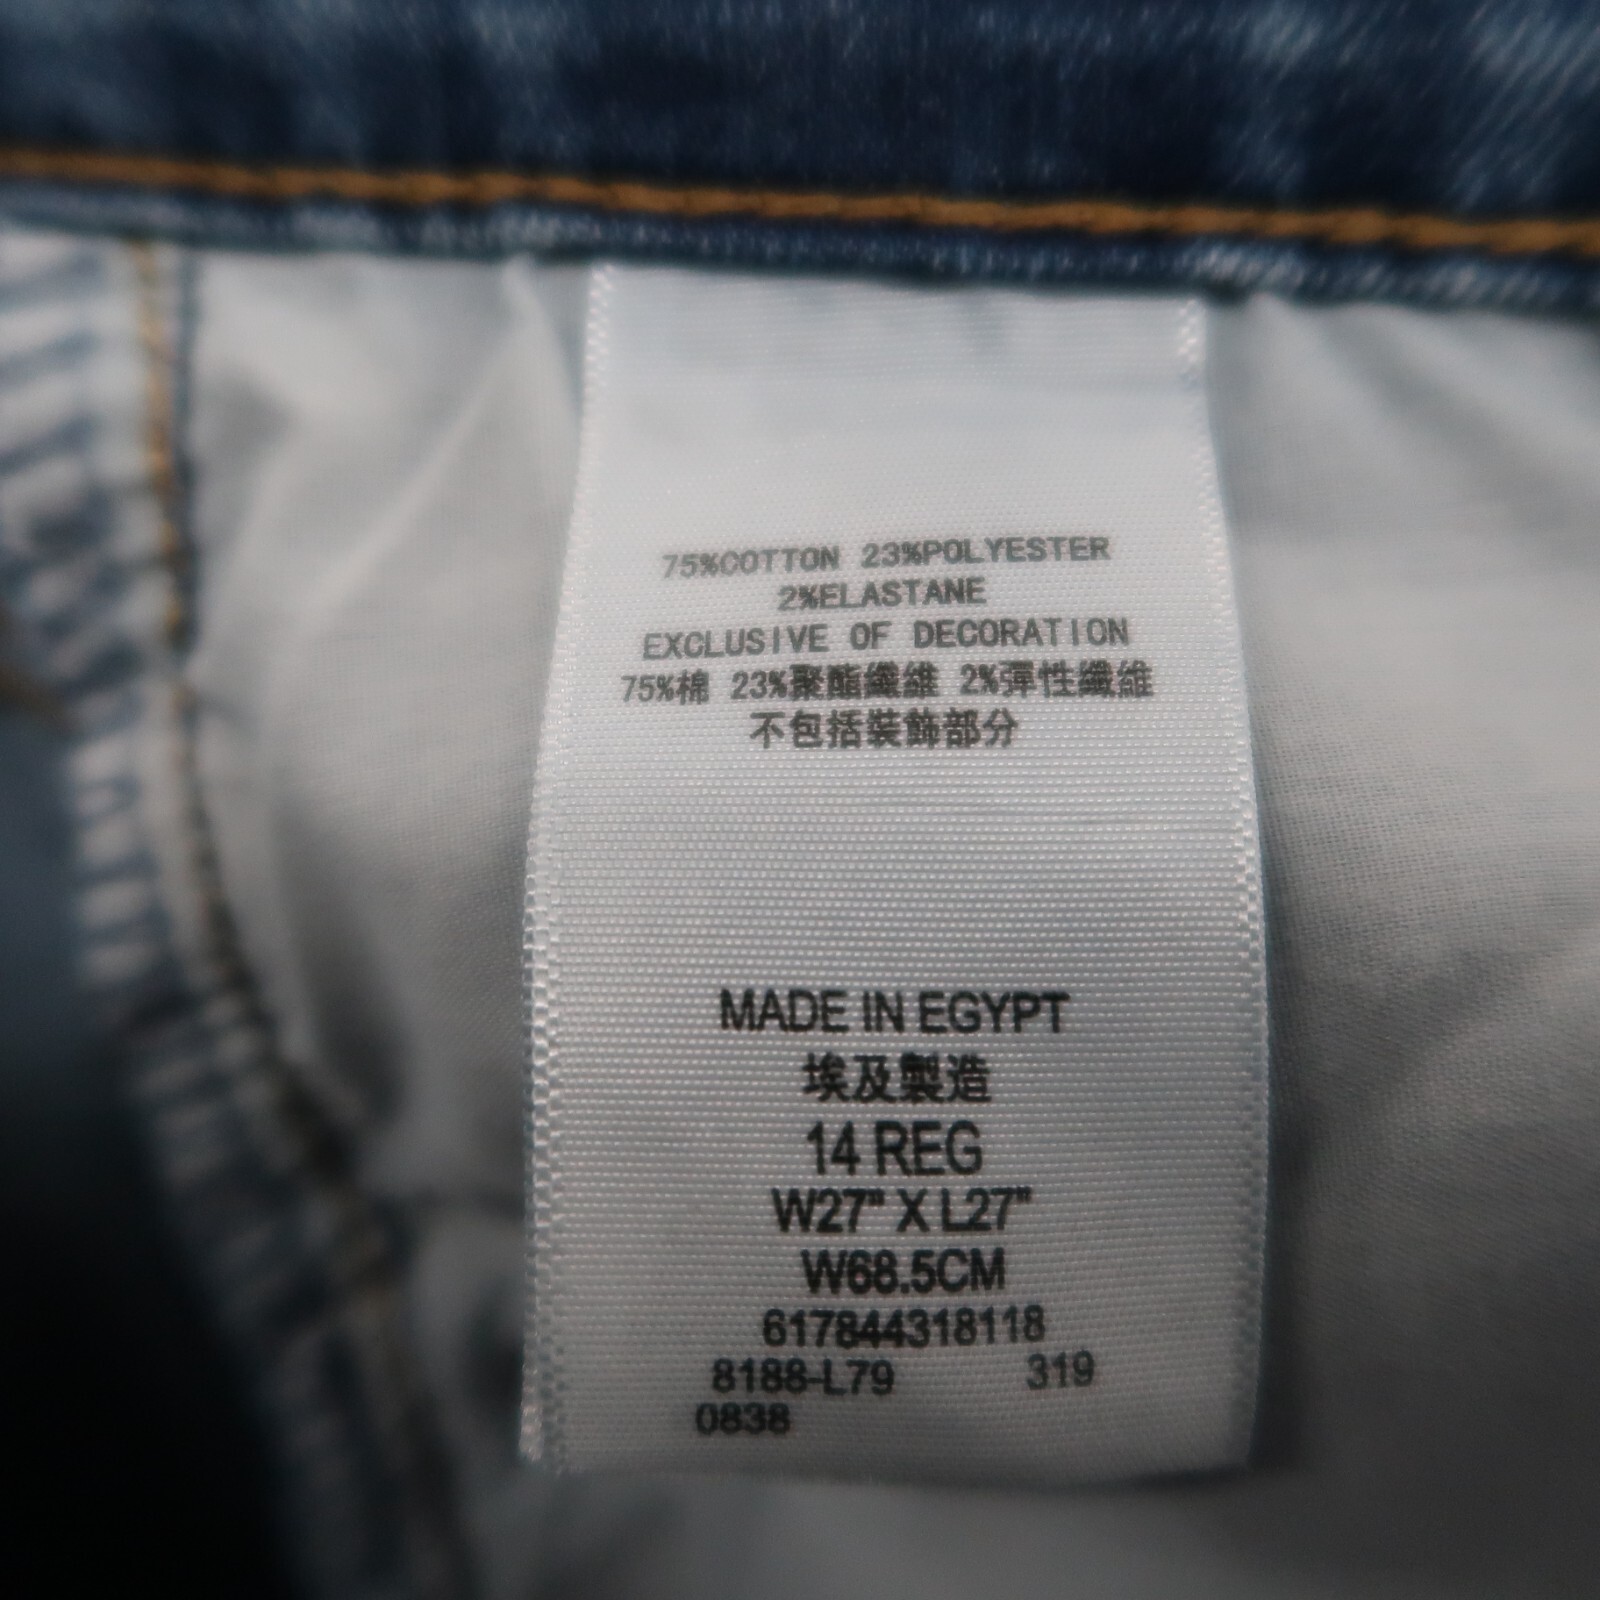 75%COTTON 23%POLYESTER
2%ELASTANE
EXCLUSIVE OF DECORATION
75%棉 23%聚酯纖維 2%彈性纖維
不包括裝飾部分
MADE IN EGYPT
埃及製造
14 REG
W27" X L27"
W68.5CM
617844318118
8188-L79 319
0838